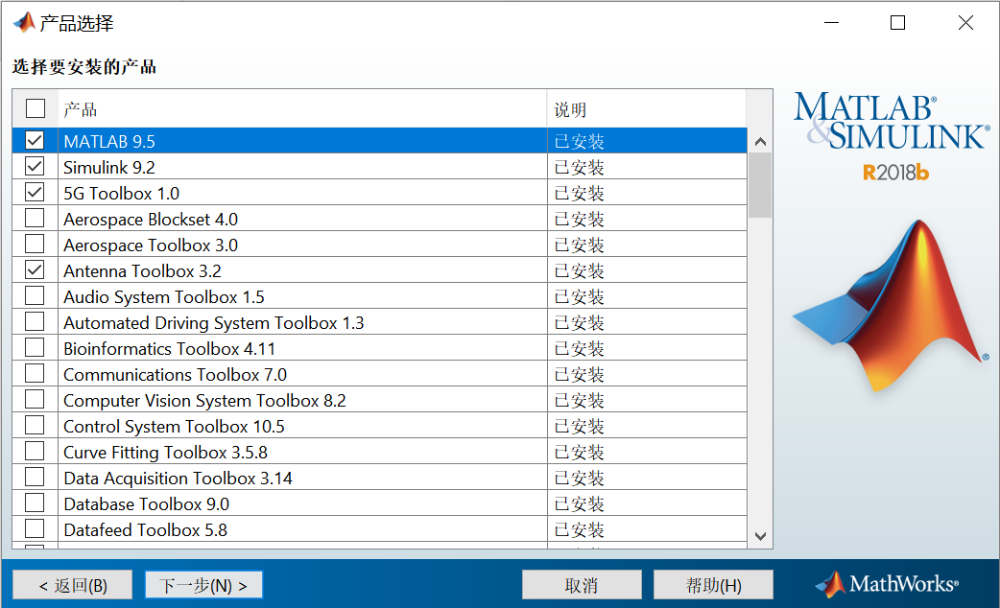 产品选择
选择要安装的产品
产品 说明
MATLAB 9.5 已安装
Simulink 9.2 已安装
5G Toolbox 1.0 已安装
Aerospace Blockset 4.0 已安装
Aerospace Toolbox 3.0 已安装
Antenna Toolbox 3.2 已安装
Audio System Toolbox 1.5 已安装
Automated Driving System Toolbox 1.3 已安装
Bioinformatics Toolbox 4.11 已安装
Communications Toolbox 7.0 已安装
Computer Vision System Toolbox 8.2 已安装
Control System Toolbox 10.5 已安装
Curve Fitting Toolbox 3.5.8 已安装
Data Acquisition Toolbox 3.14 已安装
Database Toolbox 9.0 已安装
Datafeed Toolbox 5.8 已安装
MATLAB®
&SIMULINK®
R2018b
®
< 返回(B) 下一步(N) > 取消 帮助(H) MathWorks®